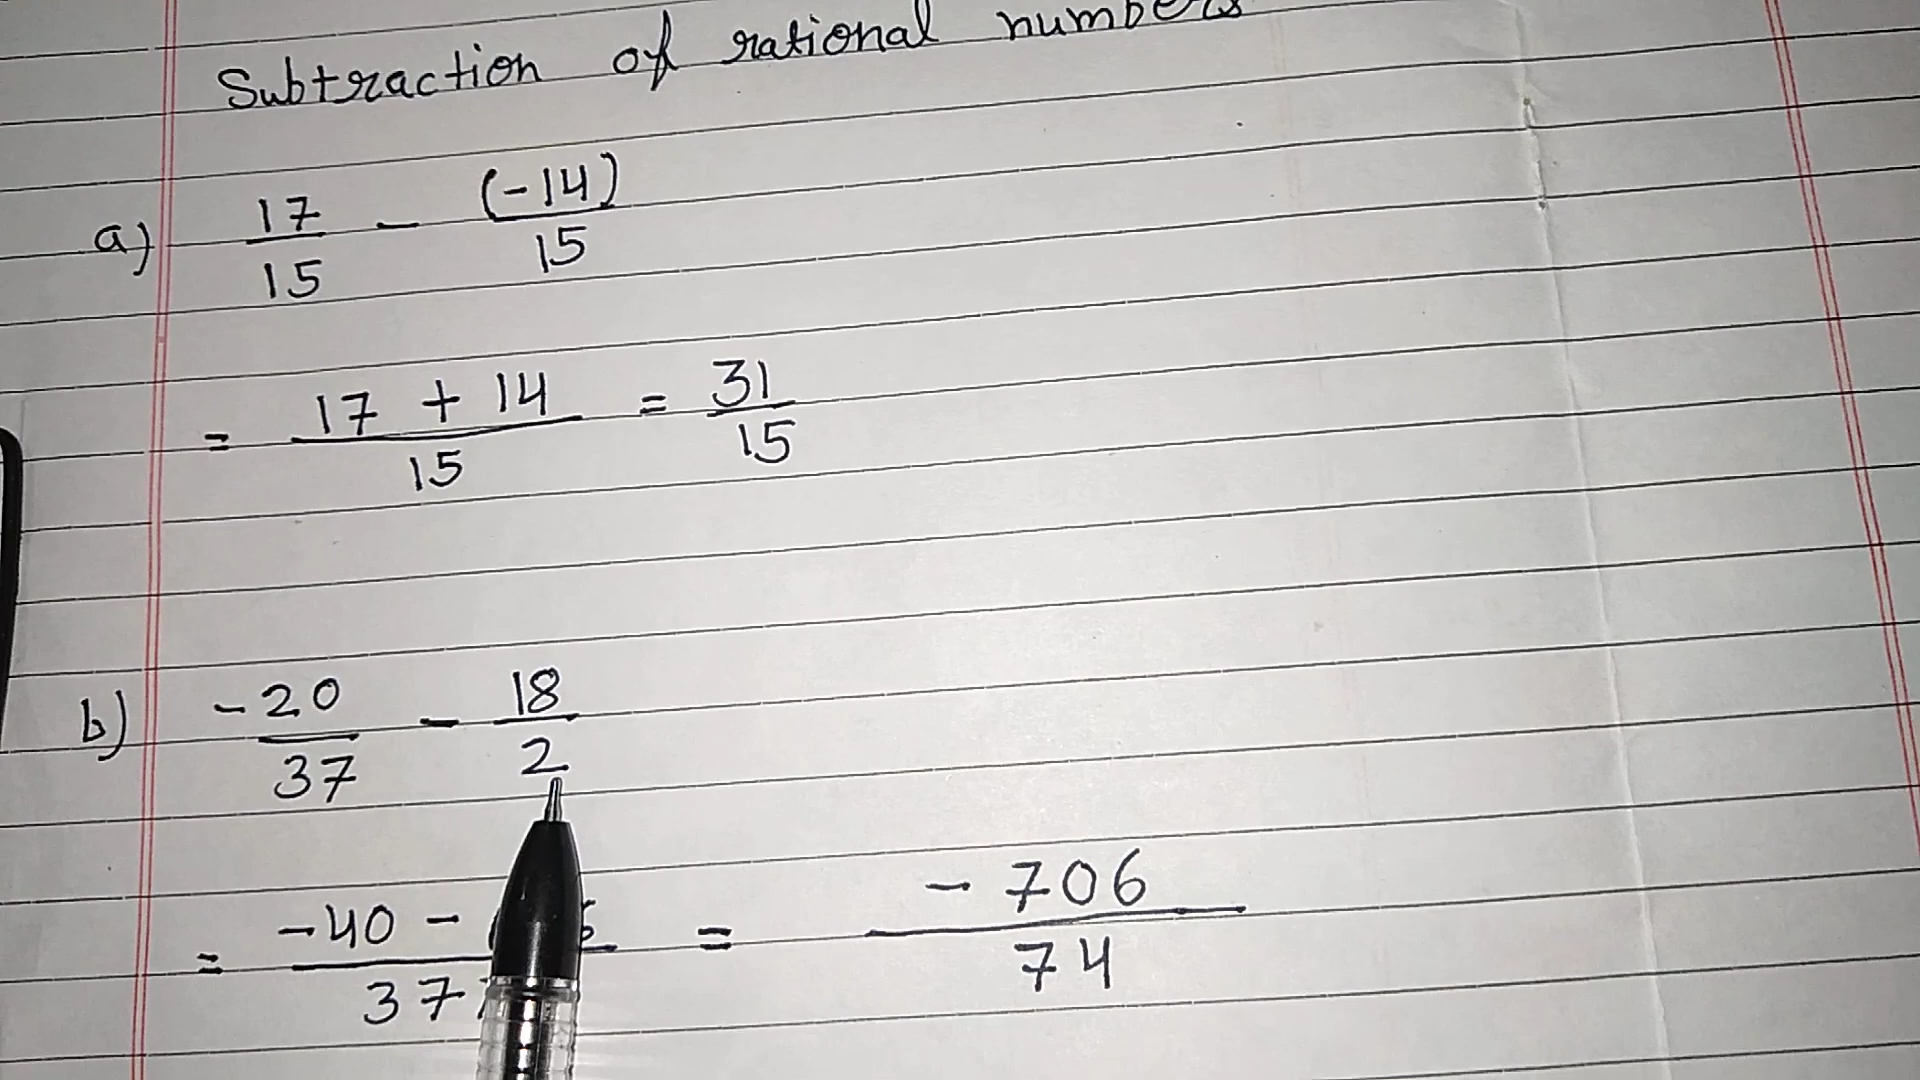 Subtraction of rational numbers
a) 17/15 - (-14)/15
= 17 + 14/15 = 31/15
b) -20/37 - 18/2
= -40 - /37 = -706/74